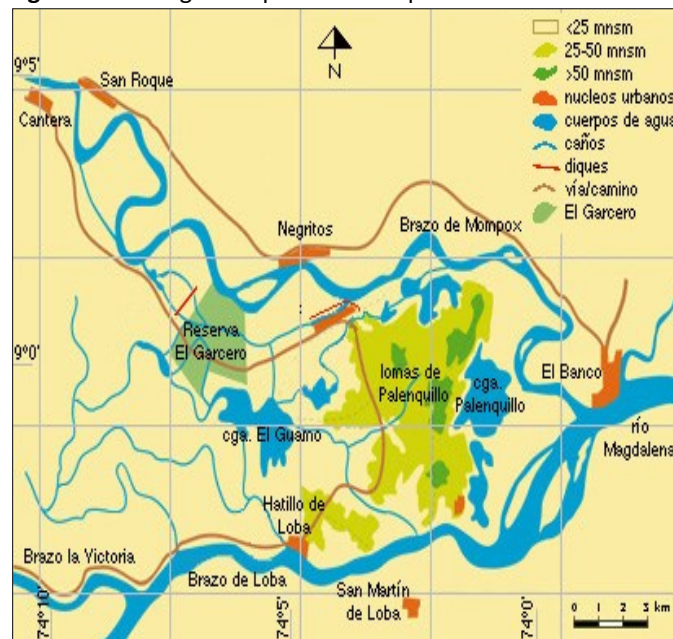 <25 mnsm
25-50 mnsm
>50 mnsm
nucleos urbanos
cuerpos de agua
caños
diques
vía/camino
El Garcero
N
9°5'
San Roque
Cantera
Negritos
Brazo de Mompox
Reserva
El Garcero
9°0'
lomas de
Palenquillo
cga.
Palenquillo
El Banco
río
Magdalena
cga. El Guamo
Hatillo de
Loba
Brazo la Victoria
Brazo de Loba
San Martín
de Loba
74°10'
74°5'
74°0'
0 1 2 3 km